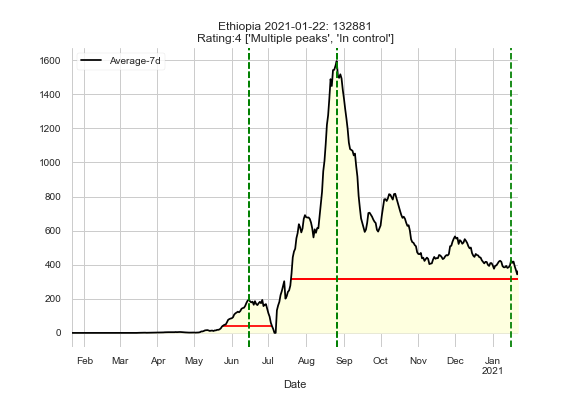 Ethiopia 2021-01-22: 132881
Rating:4 ['Multiple peaks', 'In control']
Average-7d
1600
1400
1200
1000
800
600
400
200
0
Feb Mar Apr May Jun Jul Aug Sep Oct Nov Dec Jan
2021
Date